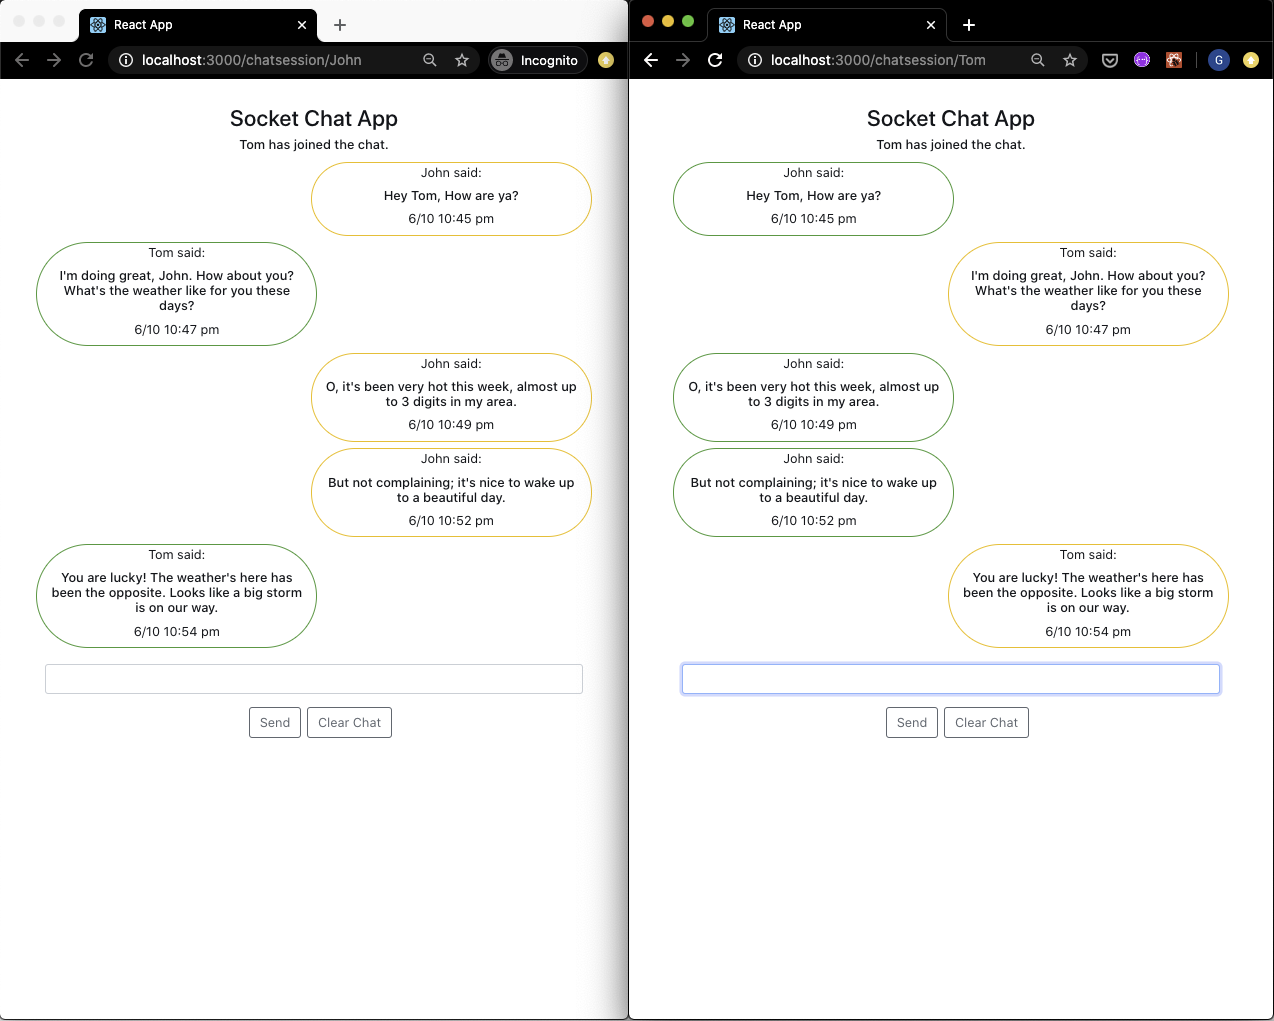 React App
localhost:3000/chatsession/John
Incognito
Socket Chat App
Tom has joined the chat.
John said:
Hey Tom, How are ya?
6/10 10:45 pm
Tom said:
I'm doing great, John. How about you?
What's the weather like for you these
days?
6/10 10:47 pm
John said:
O, it's been very hot this week, almost up
to 3 digits in my area.
6/10 10:49 pm
John said:
But not complaining; it's nice to wake up
to a beautiful day.
6/10 10:52 pm
Tom said:
You are lucky! The weather's here has
been the opposite. Looks like a big storm
is on our way.
6/10 10:54 pm
Send
Clear Chat
React App
localhost:3000/chatsession/Tom
G
Socket Chat App
Tom has joined the chat.
John said:
Hey Tom, How are ya?
6/10 10:45 pm
Tom said:
I'm doing great, John. How about you?
What's the weather like for you these
days?
6/10 10:47 pm
John said:
O, it's been very hot this week, almost up
to 3 digits in my area.
6/10 10:49 pm
John said:
But not complaining; it's nice to wake up
to a beautiful day.
6/10 10:52 pm
Tom said:
You are lucky! The weather's here has
been the opposite. Looks like a big storm
is on our way.
6/10 10:54 pm
Send
Clear Chat